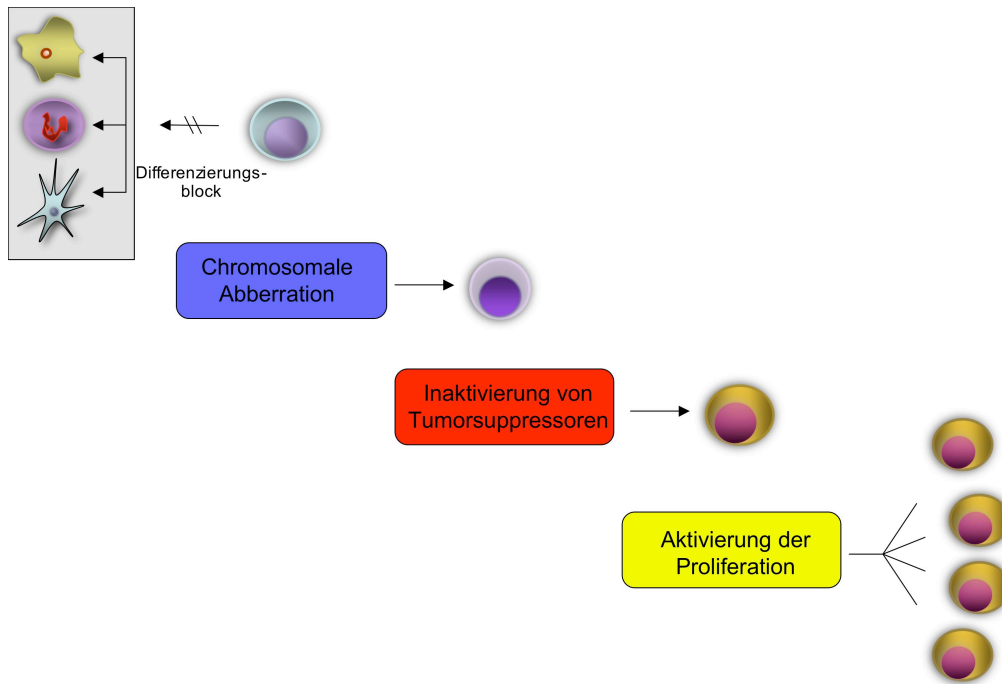 Differenzierungs-
block
Chromosomale
Abberration
Inaktivierung von
Tumorsuppressoren
Aktivierung der
Proliferation